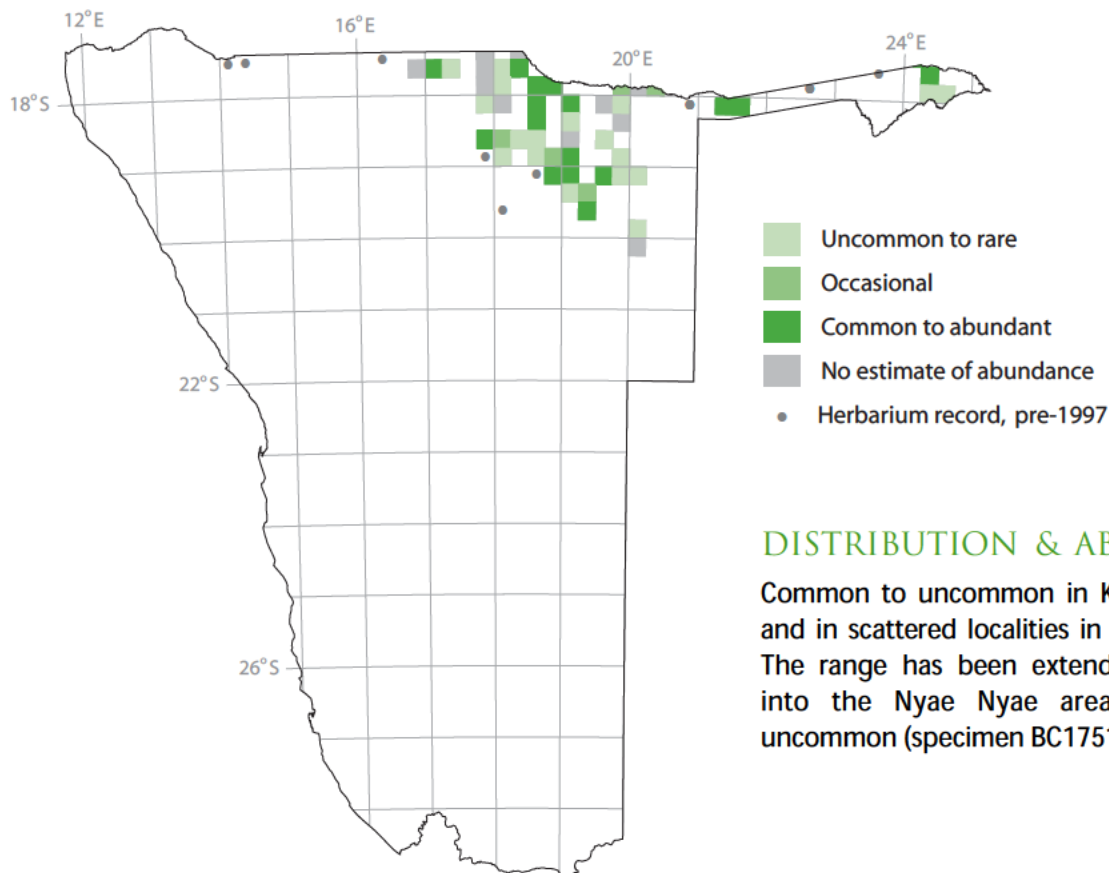 12°E
16°E
20°E
24°E
18°S
22°S
26°S
Uncommon to rare
Occasional
Common to abundant
No estimate of abundance
Herbarium record, pre-1997
DISTRIBUTION & AB
Common to uncommon in K
and in scattered localities in
The range has been extend
into the Nyae Nyae area
uncommon (specimen BC1751